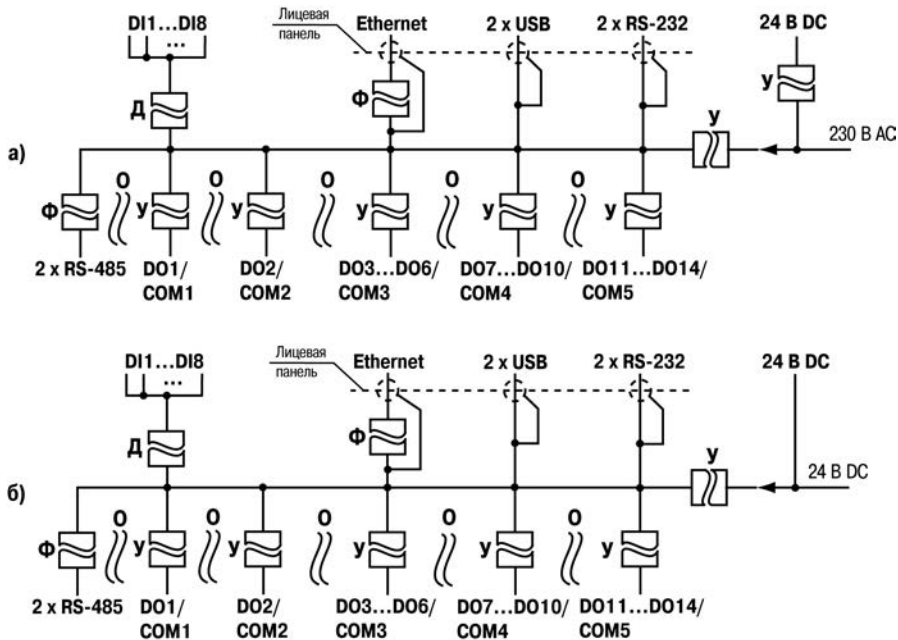 DI1...DI8
...
Лицевая
панель
Ethernet
2 x USB
2 x RS-232
24 В DC
Д
Ф
У
У
230 В AC
а)
Ф
О
У
О
У
О
У
О
У
О
У
2 x RS-485
DO1/
COM1
DO2/
COM2
DO3...DO6/
COM3
DO7...DO10/
COM4
DO11...DO14/
COM5
DI1...DI8
...
Лицевая
панель
Ethernet
2 x USB
2 x RS-232
24 В DC
Д
Ф
У
24 В DC
б)
Ф
О
У
О
У
О
У
О
У
О
У
2 x RS-485
DO1/
COM1
DO2/
COM2
DO3...DO6/
COM3
DO7...DO10/
COM4
DO11...DO14/
COM5